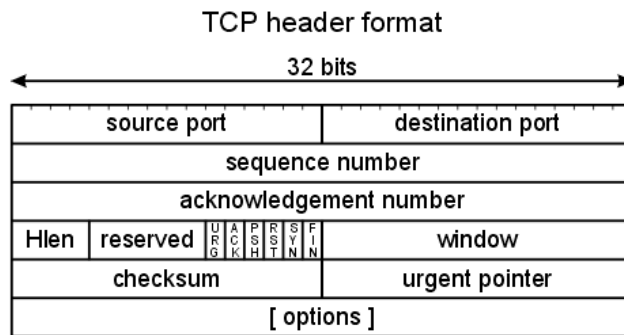 TCP header format
32 bits
source port destination port
sequence number
acknowledgement number
Hlen reserved URG ACK PSH RST SYN FIN window
checksum urgent pointer
[ options ]